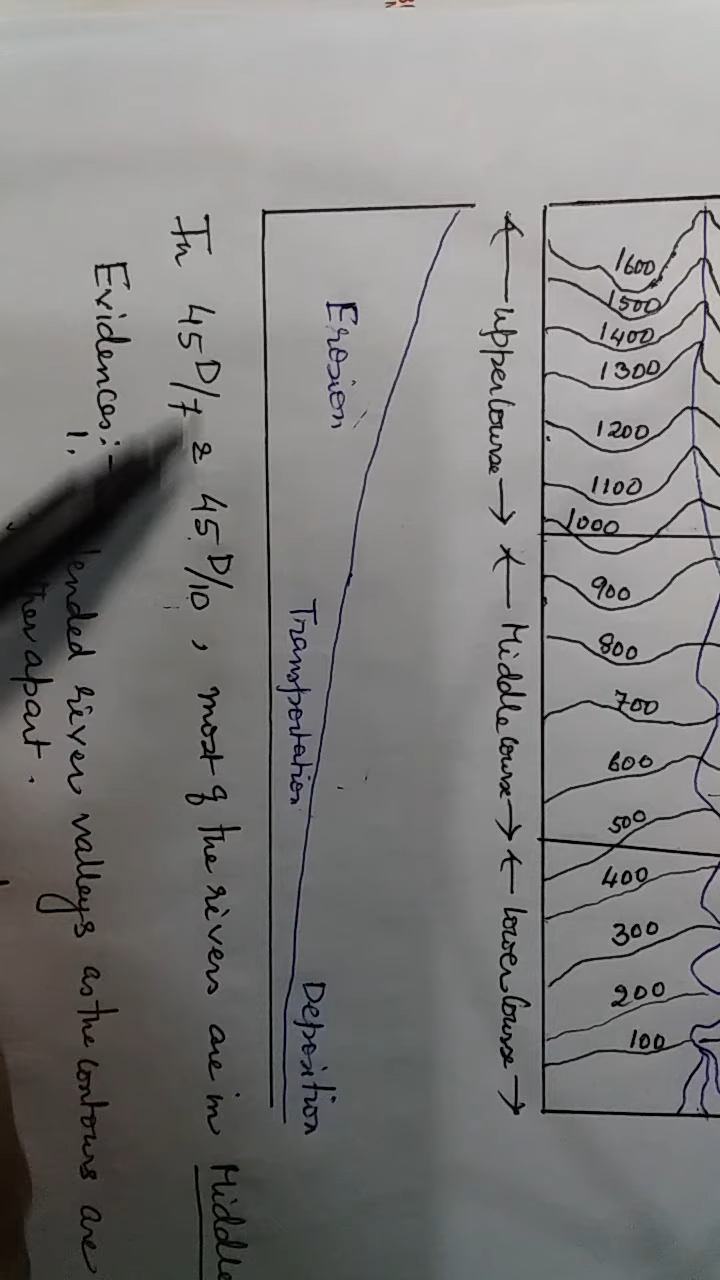 1600
1500
1400
1300
1200
1100
1000
900
800
700
600
500
400
300
200
100
← upper course → ← Middle course → ← lower course →
Erosion Transportation Deposition
In 45D/7 & 45D/10, most of the rivers are in Middle
Evidences:-
1. ended river valleys as the contours are
apart.